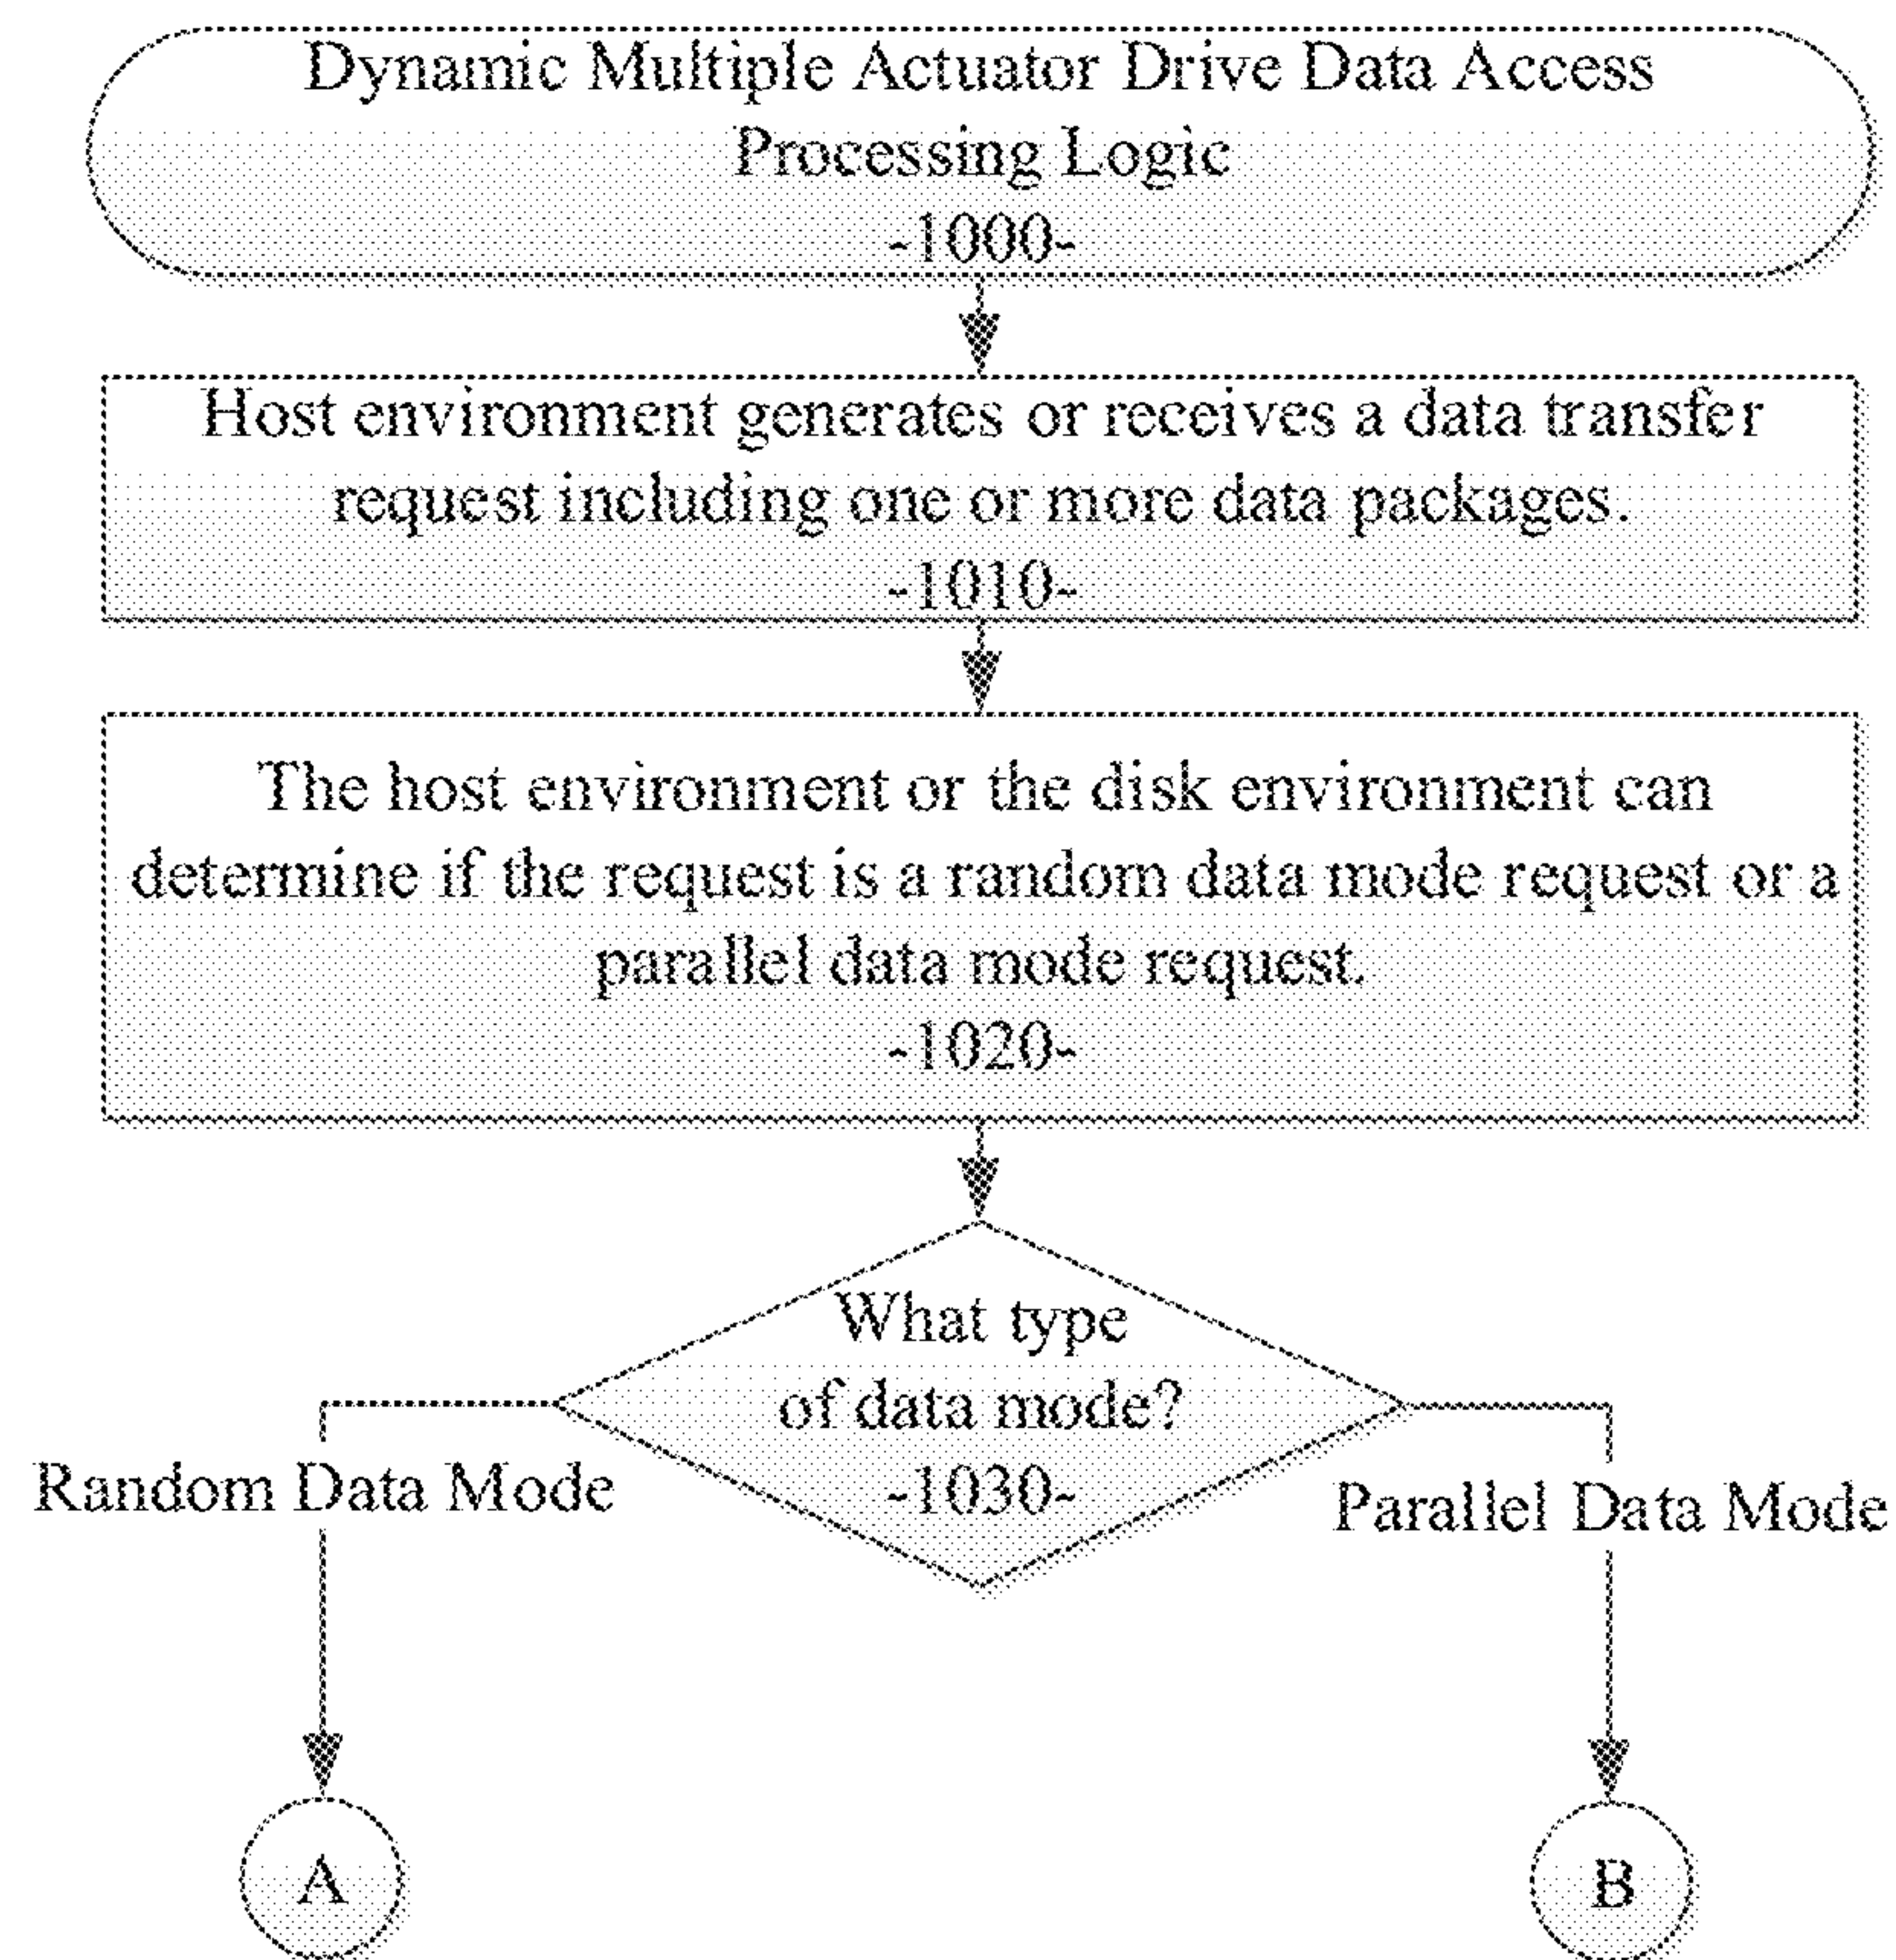 Dynamic Multiple Actuator Drive Data Access
Processing Logic
-1000-
Host environment generates or receives a data transfer
request including one or more data packages.
-1010-
The host environment or the disk environment can
determine if the request is a random data mode request or a
parallel data mode request.
-1020-
What type
of data mode?
-1030-
Random Data Mode
Parallel Data Mode
A
B